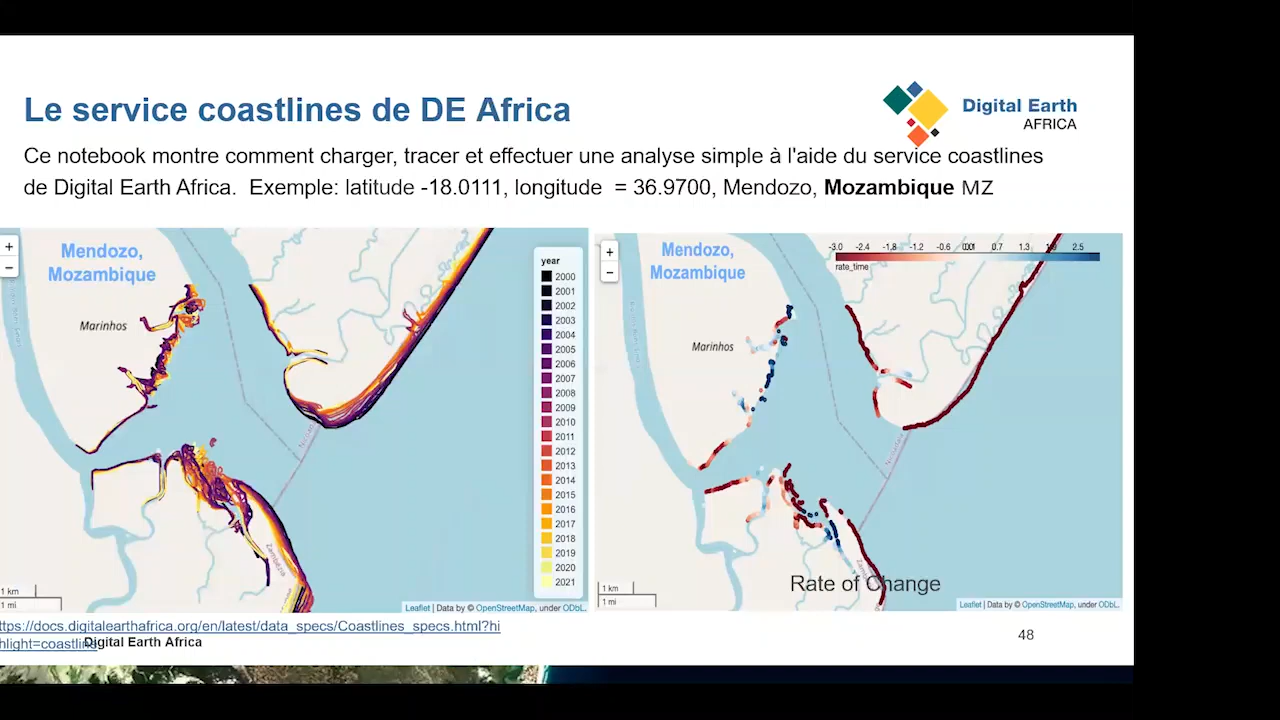 Le service coastlines de DE Africa
Digital Earth
AFRICA
Ce notebook montre comment charger, tracer et effectuer une analyse simple à l'aide du service coastlines
de Digital Earth Africa. Exemple: latitude -18.0111, longitude = 36.9700, Mendozo, Mozambique MZ
+
−
Mendozo,
Mozambique
Marinhos
year
2000
2001
2002
2003
2004
2005
2006
2007
2008
2009
2010
2011
2012
2013
2014
2015
2016
2017
2018
2019
2020
2021
Zambézia
1 km
1 mi
Leaflet | Data by © OpenStreetMap, under ODbL.
+
−
Mendozo,
Mozambique
Marinhos
-3.0 -2.4 -1.8 -1.2 -0.6 0.7 1.3 1.9 2.5
rate_time
1 km
1 mi
Rate of Change
Leaflet | Data by © OpenStreetMap, under ODbL.
ttps://docs.digitalearthafrica.org/en/latest/data_specs/Coastlines_specs.html?hi
hlight=coastline
Digital Earth Africa
48